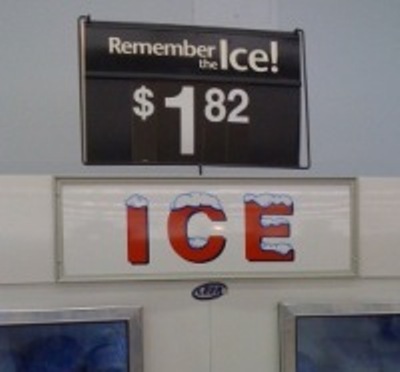 Remember
the Ice!
$1 82
ICE